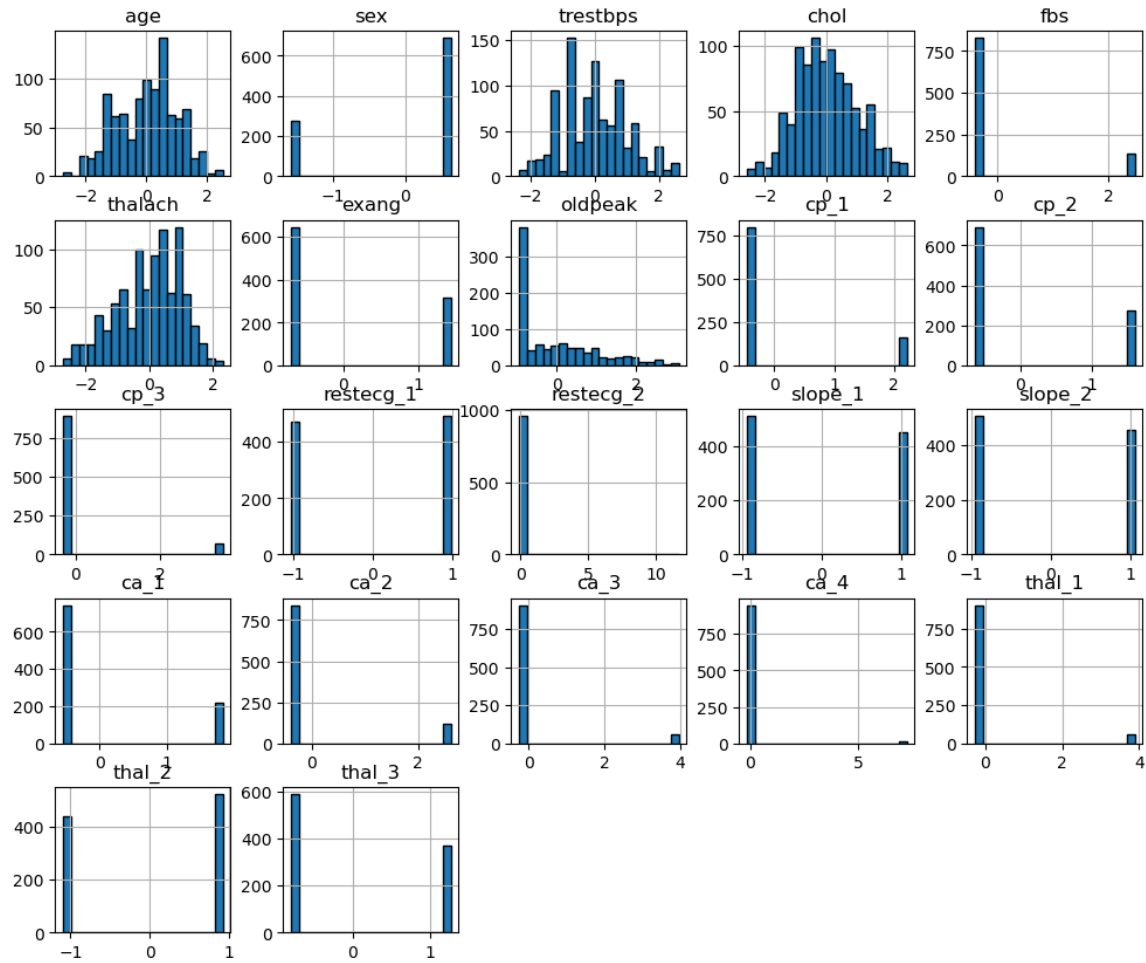 age sex trestbps chol fbs
100 50 0 −2 0 2
600 400 200 0 −1 0
150 100 50 0 −2 0 2
100 50 0 −2 0 2
750 500 250 0 0 2
thalach exang oldpeak cp_1 cp_2
100 50 0 −2 0 2
600 400 200 0 0 1
300 200 100 0 0 2
750 500 250 0 0 1 2
600 400 200 0 0 1
cp_3 restecg_1 restecg_2 slope_1 slope_2
750 500 250 0 0 2
400 200 0 −1 0 1
1000 500 0 0 5 10
400 200 0 −1 0 1
400 200 0 −1 0 1
ca_1 ca_2 ca_3 ca_4 thal_1
600 400 200 0 0 1
750 500 250 0 0 2
750 500 250 0 0 2 4
750 500 250 0 0 5
750 500 250 0 0 2 4
thal_2 thal_3
400 200 0 −1 0 1
600 400 200 0 0 1